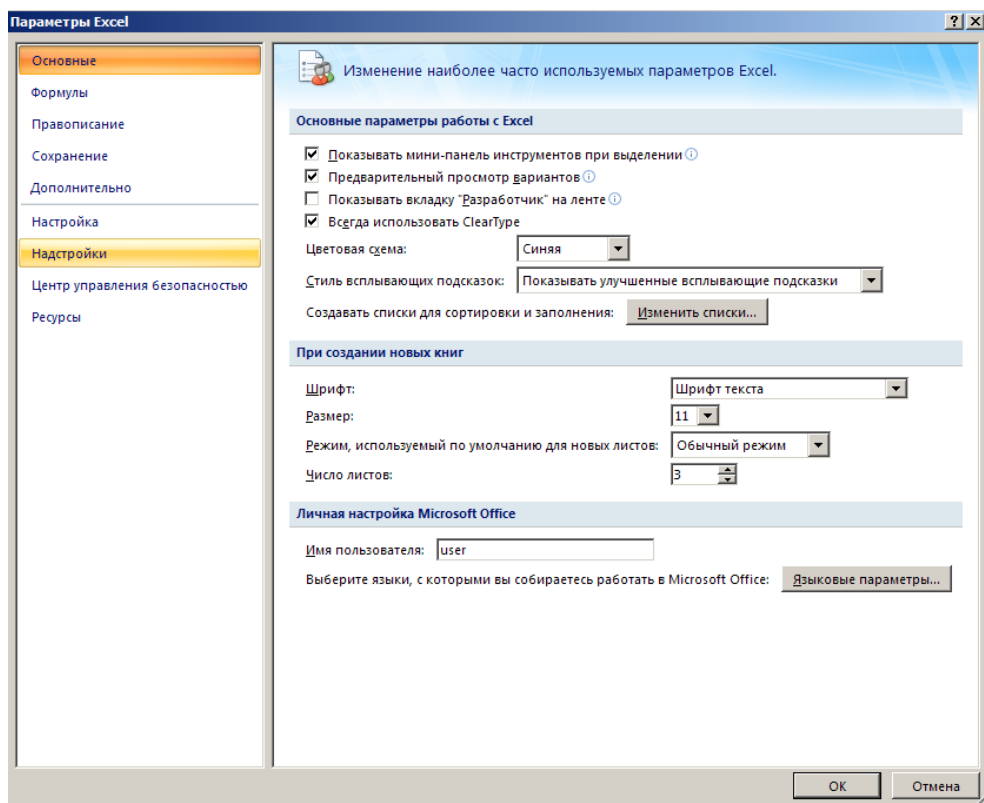 Параметры Excel
Основные
Формулы
Правописание
Сохранение
Дополнительно
Настройка
Надстройки
Центр управления безопасностью
Ресурсы
Изменение наиболее часто используемых параметров Excel.
Основные параметры работы с Excel
Показывать мини-панель инструментов при выделении
Предварительный просмотр вариантов
Показывать вкладку "Разработчик" на ленте
Всегда использовать ClearType
Цветовая схема: Синяя
Стиль всплывающих подсказок: Показывать улучшенные всплывающие подсказки
Создавать списки для сортировки и заполнения: Изменить списки...
При создании новых книг
Шрифт: Шрифт текста
Размер: 11
Режим, используемый по умолчанию для новых листов: Обычный режим
Число листов: 3
Личная настройка Microsoft Office
Имя пользователя: user
Выберите языки, с которыми вы собираетесь работать в Microsoft Office: Языковые параметры...
ОК Отмена